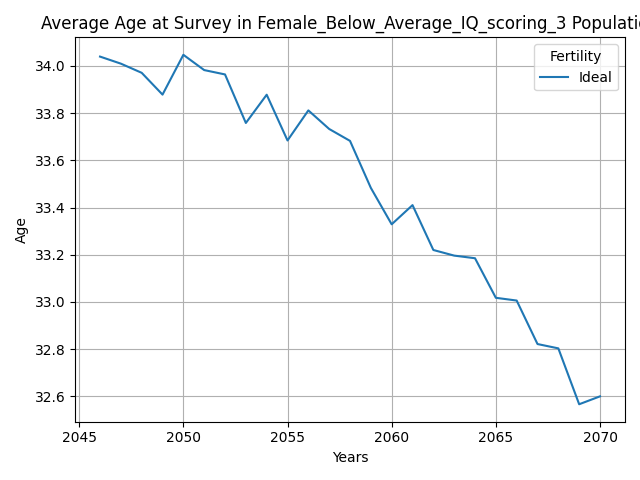 Average Age at Survey in Female_Below_Average_IQ_scoring_3 Populati
Fertility
Ideal
34.0
33.8
33.6
33.4
33.2
33.0
32.8
32.6
Age
2045 2050 2055 2060 2065 2070
Years